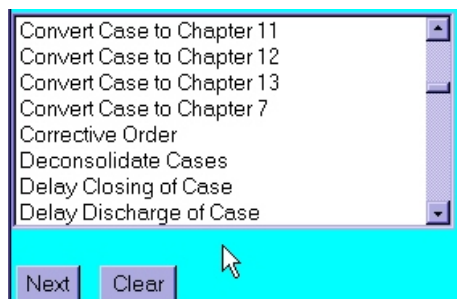 Convert Case to Chapter 11
Convert Case to Chapter 12
Convert Case to Chapter 13
Convert Case to Chapter 7
Corrective Order
Deconsolidate Cases
Delay Closing of Case
Delay Discharge of Case
Next Clear